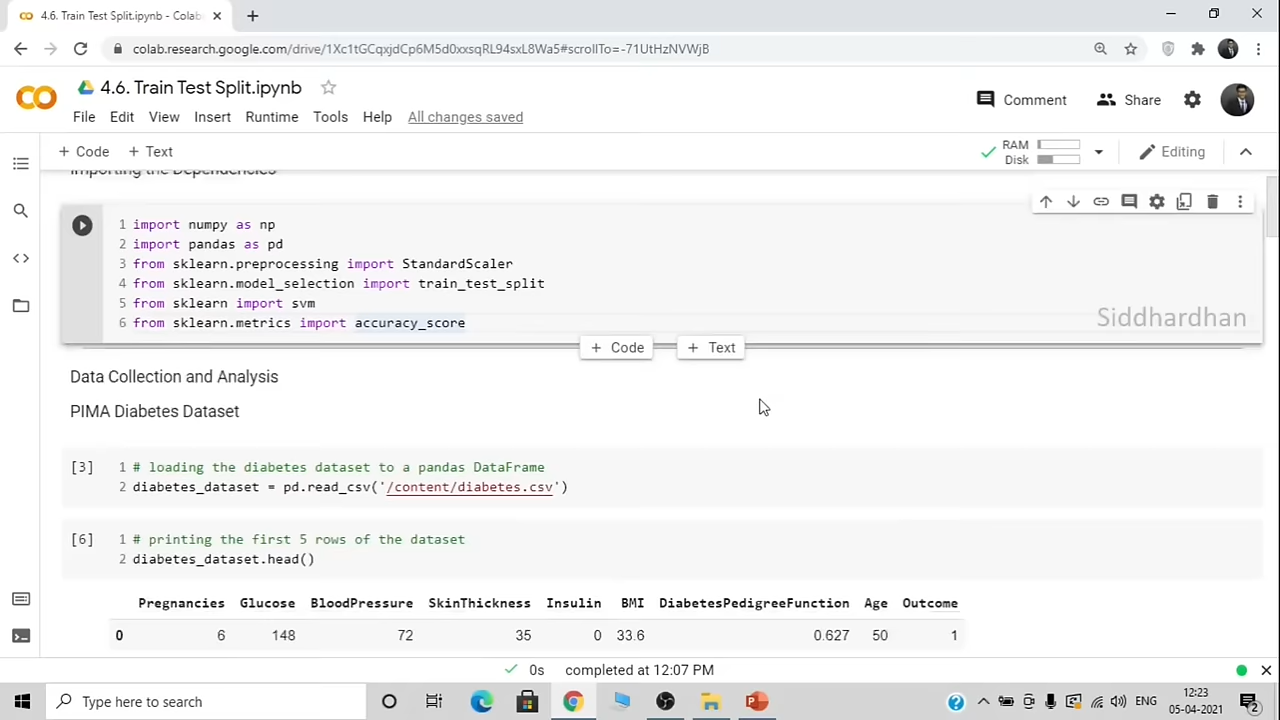 4.6. Train Test Split.ipynb - Colab
colab.research.google.com/drive/1Xc1tGCqxjdCp6M5d0xxsqRL94sxL8Wa5#scrollTo=-71UtHzNVWjB
4.6. Train Test Split.ipynb
Comment
Share
File Edit View Insert Runtime Tools Help All changes saved
+ Code + Text
RAM
Disk
Editing
Importing the Dependencies
1 import numpy as np
2 import pandas as pd
3 from sklearn.preprocessing import StandardScaler
4 from sklearn.model_selection import train_test_split
5 from sklearn import svm
6 from sklearn.metrics import accuracy_score
Siddhardhan
+ Code + Text
Data Collection and Analysis
PIMA Diabetes Dataset
[3] 1 # loading the diabetes dataset to a pandas DataFrame
2 diabetes_dataset = pd.read_csv('/content/diabetes.csv')
[6] 1 # printing the first 5 rows of the dataset
2 diabetes_dataset.head()
Pregnancies Glucose BloodPressure SkinThickness Insulin BMI DiabetesPedigreeFunction Age Outcome
0 6 148 72 35 0 33.6 0.627 50 1
0s completed at 12:07 PM
Type here to search
ENG
12:23
05-04-2021
2